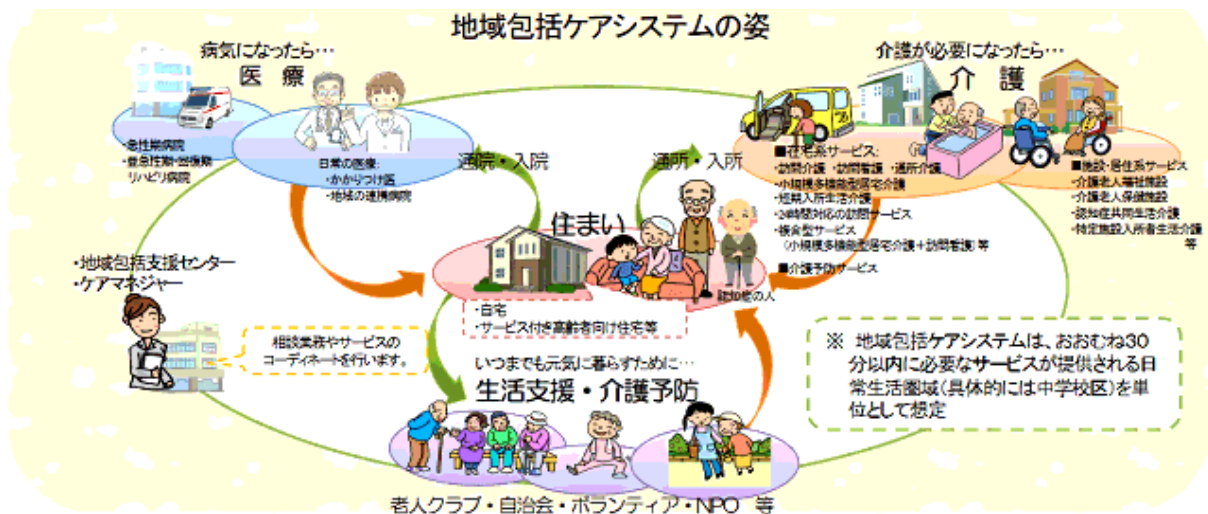 地域包括ケアシステムの姿
病気になったら…
医 療
・急性期病院
・亜急性期・回復期
リハビリ病院
日常の医療:
・かかりつけ医
・地域の連携病院
通院・入院
介護が必要になったら…
介 護
通所・入所
■在宅系サービス:
・訪問介護 ・訪問看護 ・通所介護
・小規模多機能型居宅介護
・短期入所生活介護
・24時間対応の訪問サービス
・複合型サービス
(小規模多機能型居宅介護+訪問看護)等
■介護予防サービス
■施設・居住系サービス
・介護老人福祉施設
・介護老人保健施設
・認知症共同生活介護
・特定施設入所者生活介護
等
住まい
認知症の人
・自宅
・サービス付き高齢者向け住宅等
・地域包括支援センター
・ケアマネジャー
相談業務やサービスの
コーディネートを行います。
いつまでも元気に暮らすために…
生活支援・介護予防
老人クラブ・自治会・ボランティア・NPO 等
※ 地域包括ケアシステムは、おおむね30
分以内に必要なサービスが提供される日
常生活圏域(具体的には中学校区)を単
位として想定